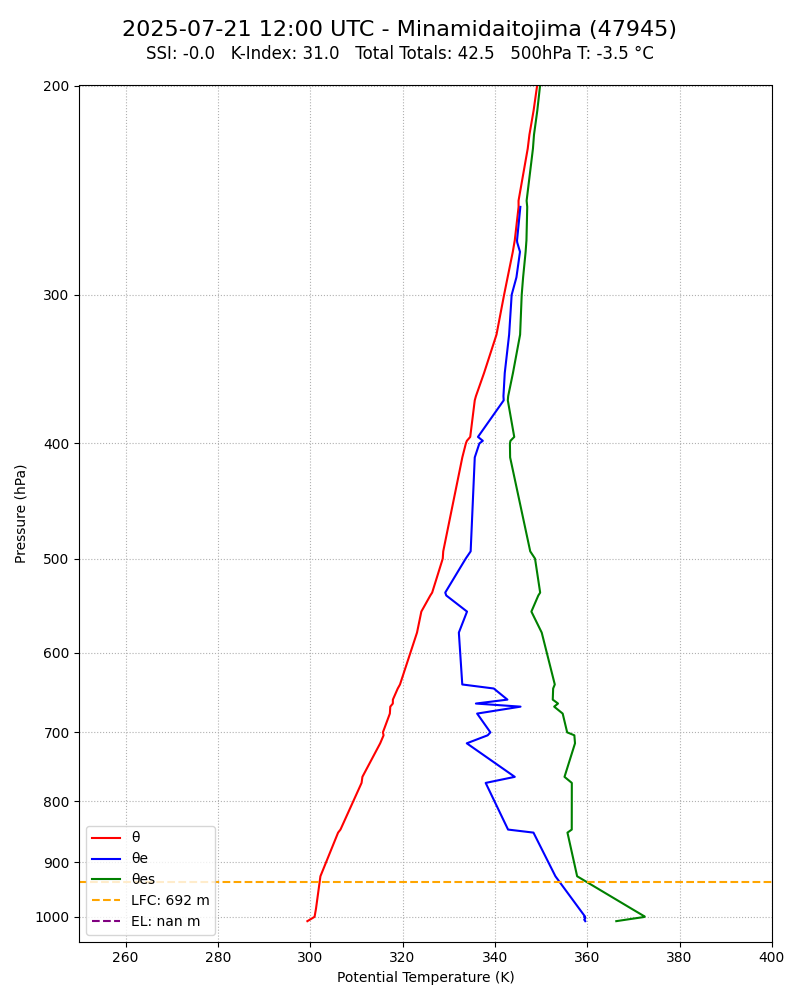 2025-07-21 12:00 UTC - Minamidaitojima (47945)
SSI: -0.0   K-Index: 31.0   Total Totals: 42.5   500hPa T: -3.5 °C
200
300
400
500
600
700
800
900
1000
Pressure (hPa)
θ
θe
θes
LFC: 692 m
EL: nan m
260 280 300 320 340 360 380 400
Potential Temperature (K)